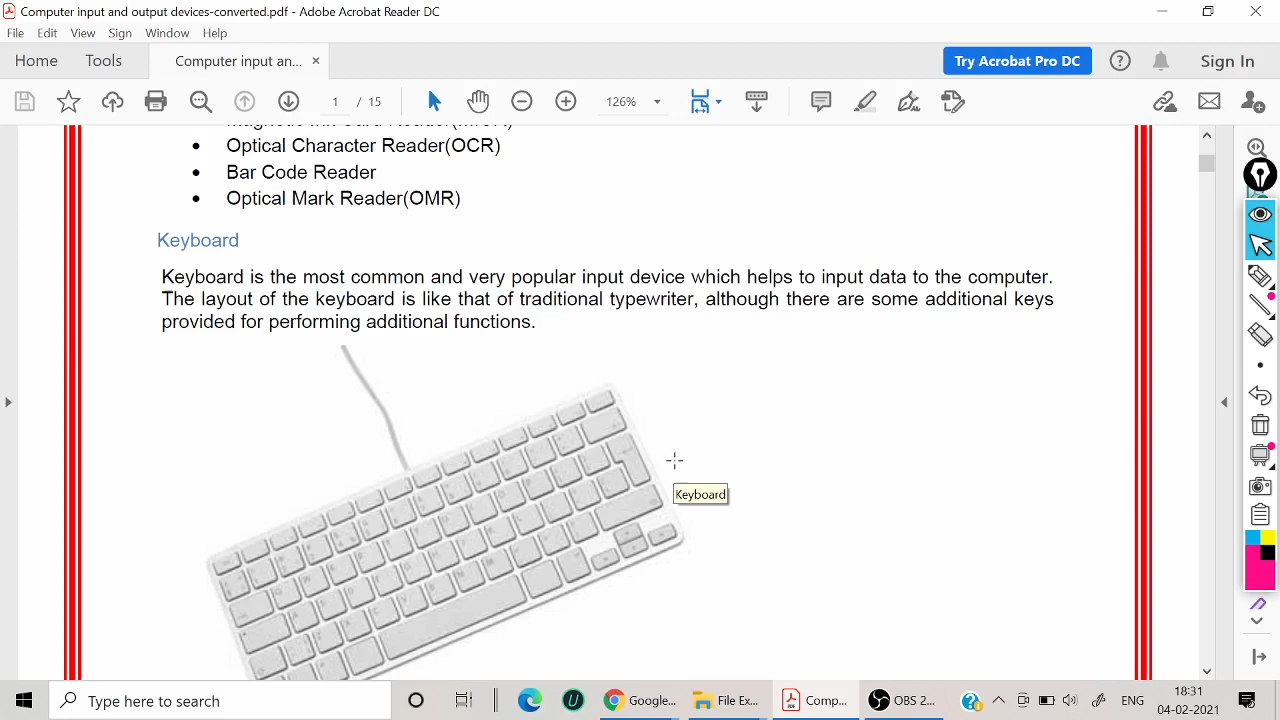 Computer input and output devices-converted.pdf - Adobe Acrobat Reader DC
File Edit View Sign Window Help
Home Tools Computer input an... × Try Acrobat Pro DC Sign In
1 / 15 126%
• Optical Character Reader(OCR)
• Bar Code Reader
• Optical Mark Reader(OMR)
Keyboard
Keyboard is the most common and very popular input device which helps to input data to the computer.
The layout of the keyboard is like that of traditional typewriter, although there are some additional keys
provided for performing additional functions.
Keyboard
Type here to search Google... File Ex... Comp... OBS 2... ENG 18:31
04-02-2021